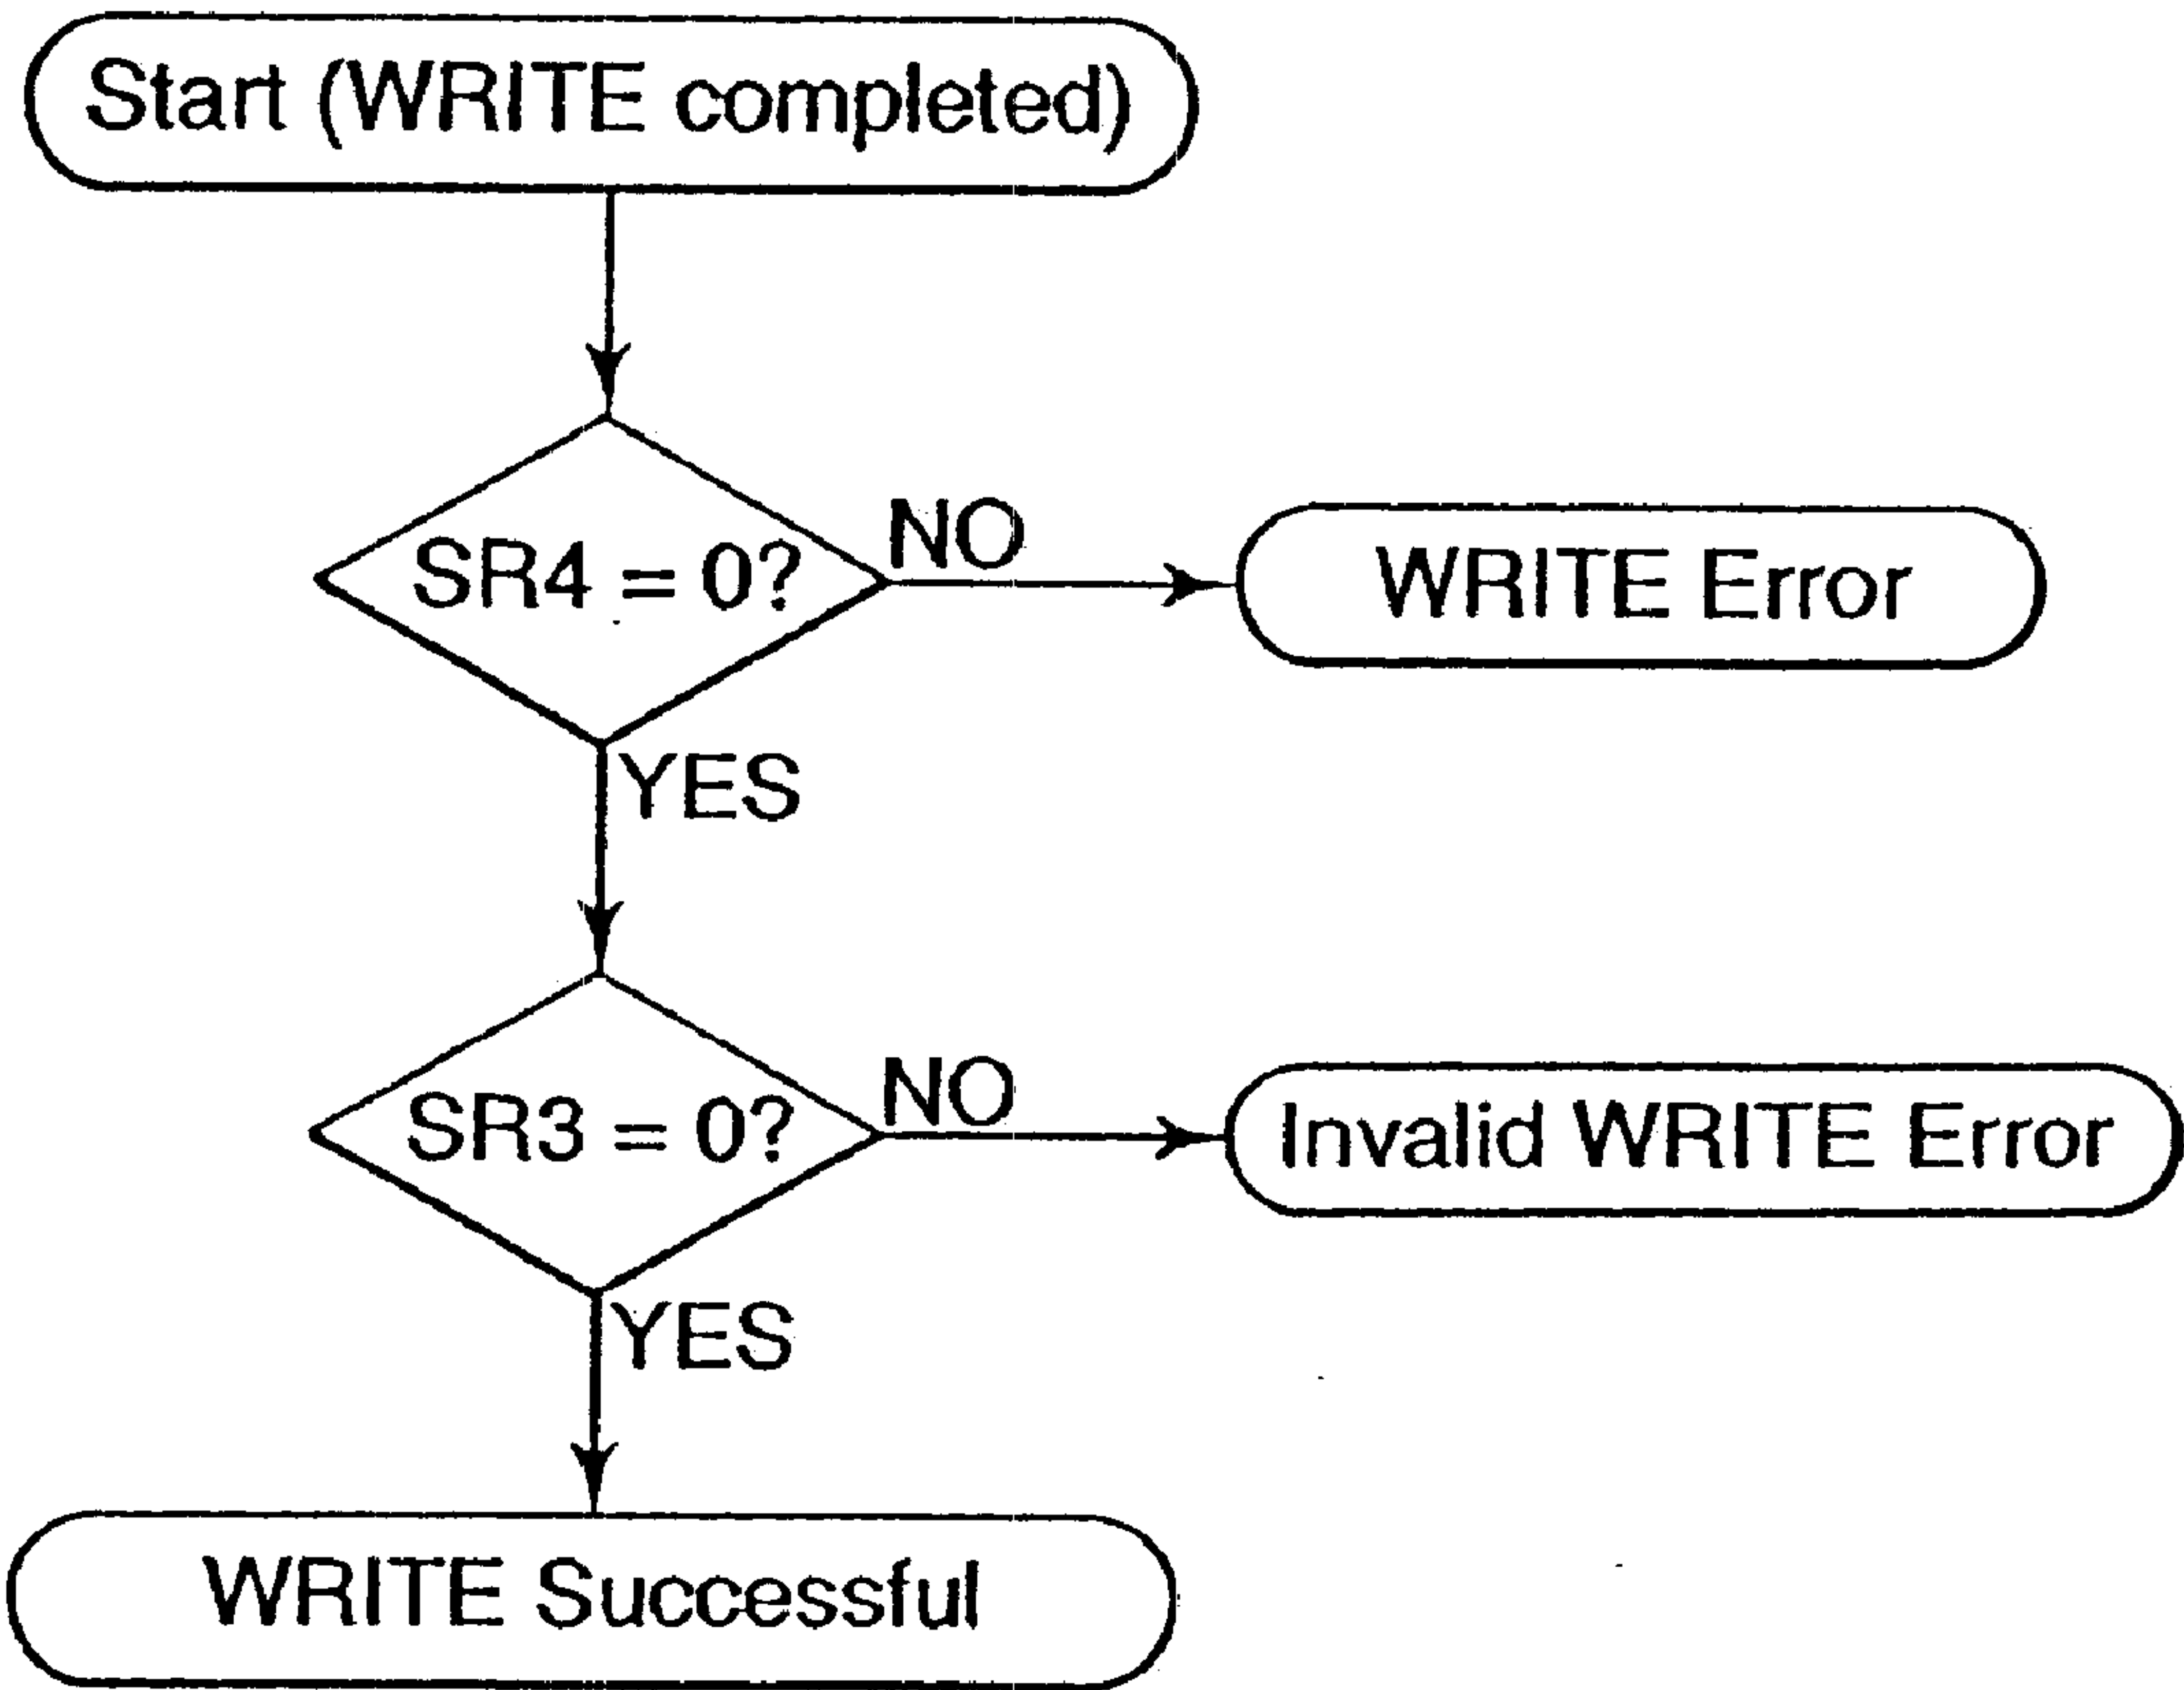 Start (WRITE completed)
SR4 = 0?
NO
WRITE Error
YES
SR3 = 0?
NO
Invalid WRITE Error
YES
WRITE Successful